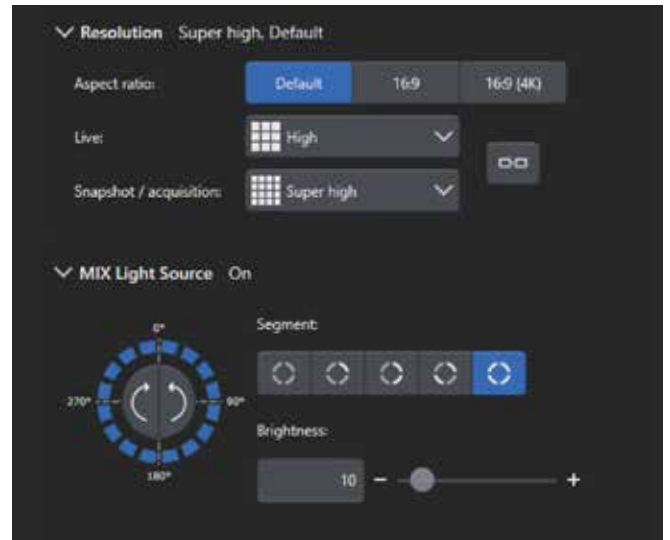 Resolution Super high, Default
Aspect ratio: Default 16:9 16:9 (4K)
Live: High
Snapshot / acquisition: Super high
MIX Light Source On
Segment:
0°
270° 90°
180°
Brightness:
10 - +